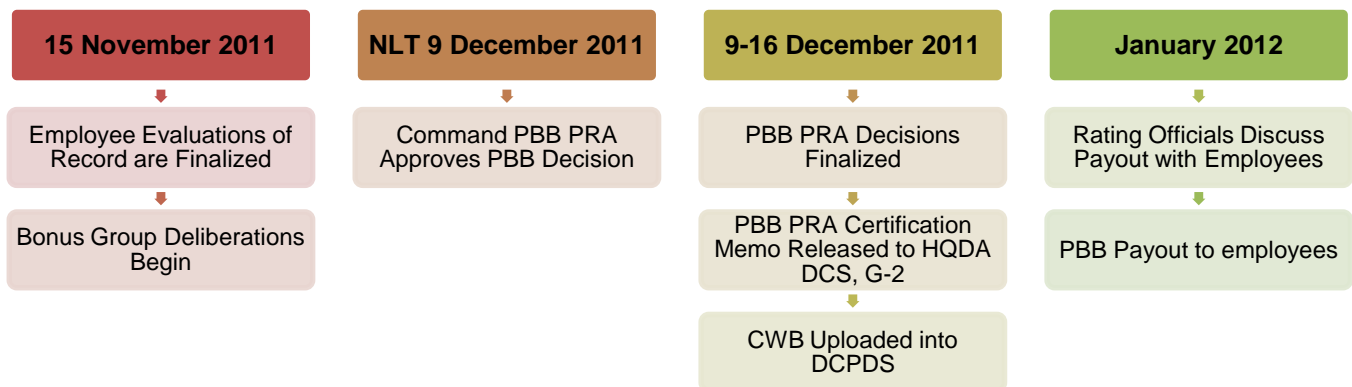 15 November 2011
Employee Evaluations of
Record are Finalized
Bonus Group Deliberations
Begin
NLT 9 December 2011
Command PBB PRA
Approves PBB Decision
9-16 December 2011
PBB PRA Decisions
Finalized
PBB PRA Certification
Memo Released to HQDA
DCS, G-2
CWB Uploaded into
DCPDS
January 2012
Rating Officials Discuss
Payout with Employees
PBB Payout to employees